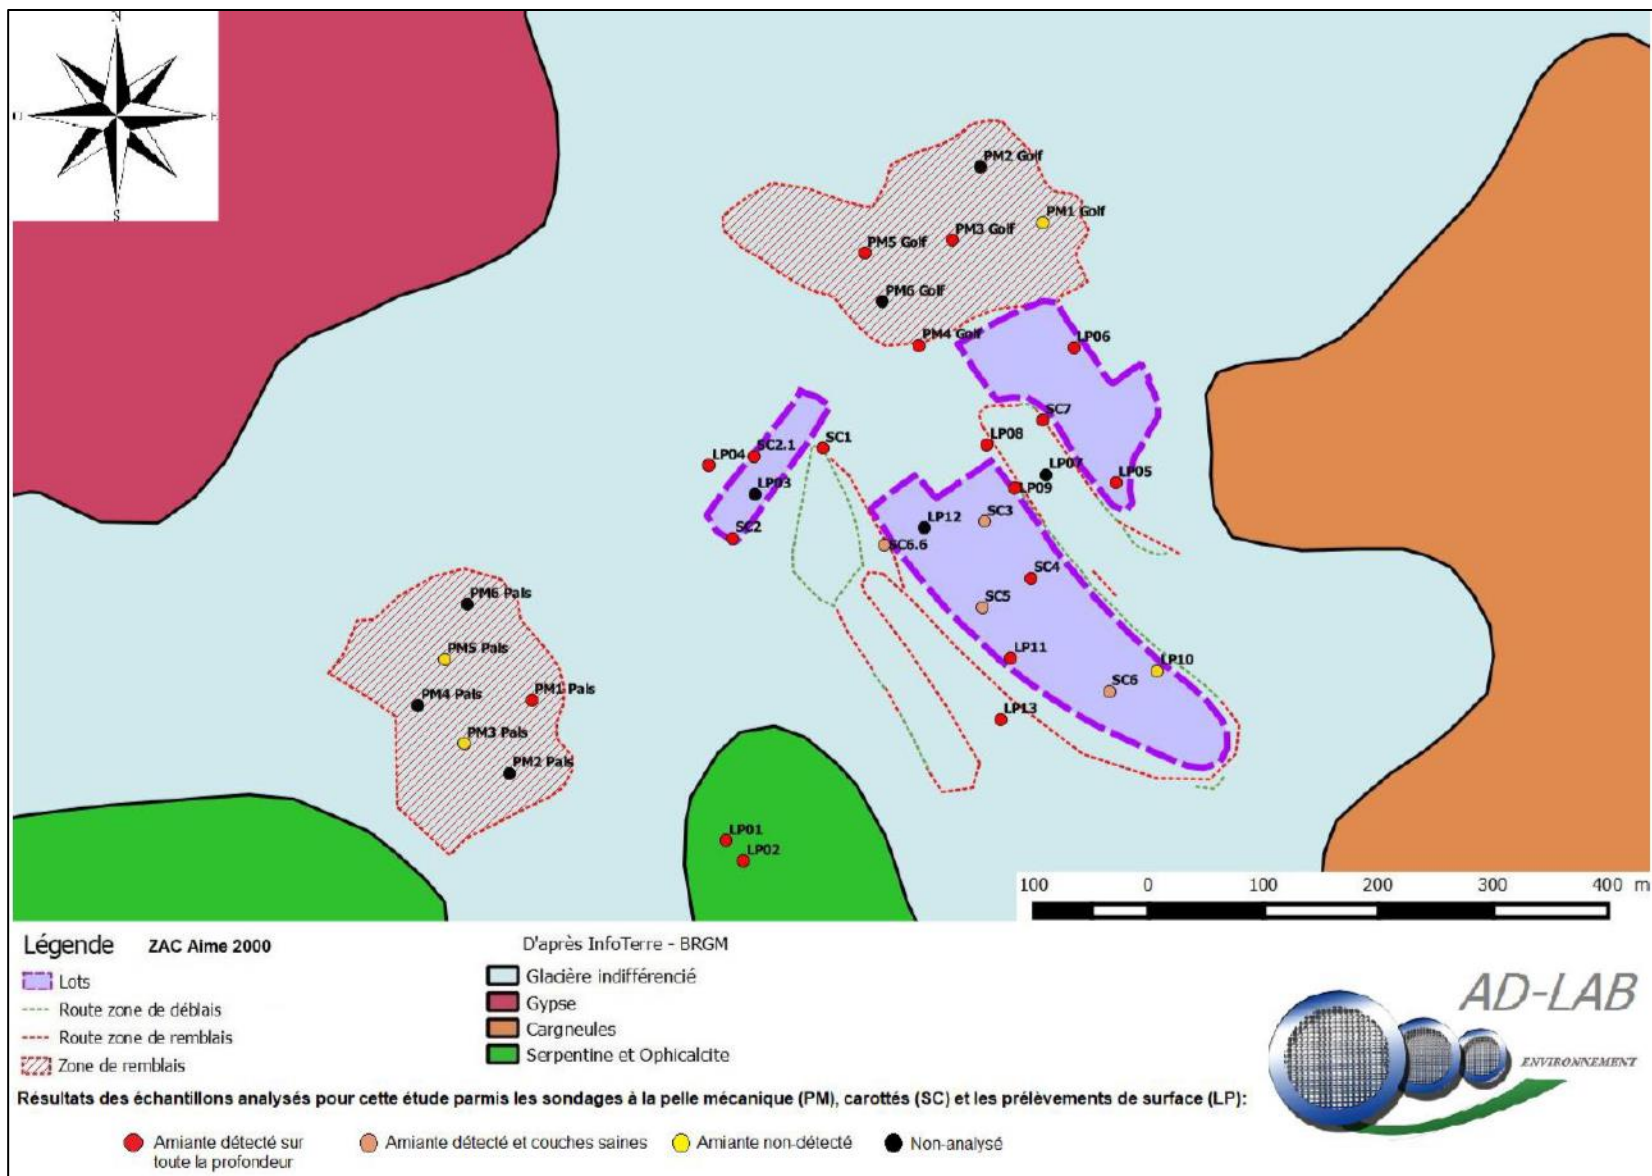 N
E
S
PM2 Golf
PM1 Golf
PM3 Golf
PM5 Golf
PM6 Golf
PM4 Golf
LP06
SC7
SC1
LP08
SC2.1
LP04
LP07
LP05
LP03
LP09
SC3
LP12
SC2
SC6.6
SC4
SC5
PM6 Pals
PM5 Pals
LP11
LP10
SC6
PM1 Pals
PM4 Pals
LP13
PM3 Pals
PM2 Pals
LP01
LP02
100 0 100 200 300 400 m
Légende ZAC Aime 2000
Lots
Route zone de déblais
Route zone de remblais
Zone de remblais
D'après InfoTerre - BRGM
Glacière indifférencié
Gypse
Cargneules
Serpentine et Ophicalcite
AD-LAB
ENVIRONNEMENT
Résultats des échantillons analysés pour cette étude parmis les sondages à la pelle mécanique (PM), carottés (SC) et les prélèvements de surface (LP):
Amiante détecté sur
toute la profondeur
Amiante détecté et couches saines
Amiante non-détecté
Non-analysé